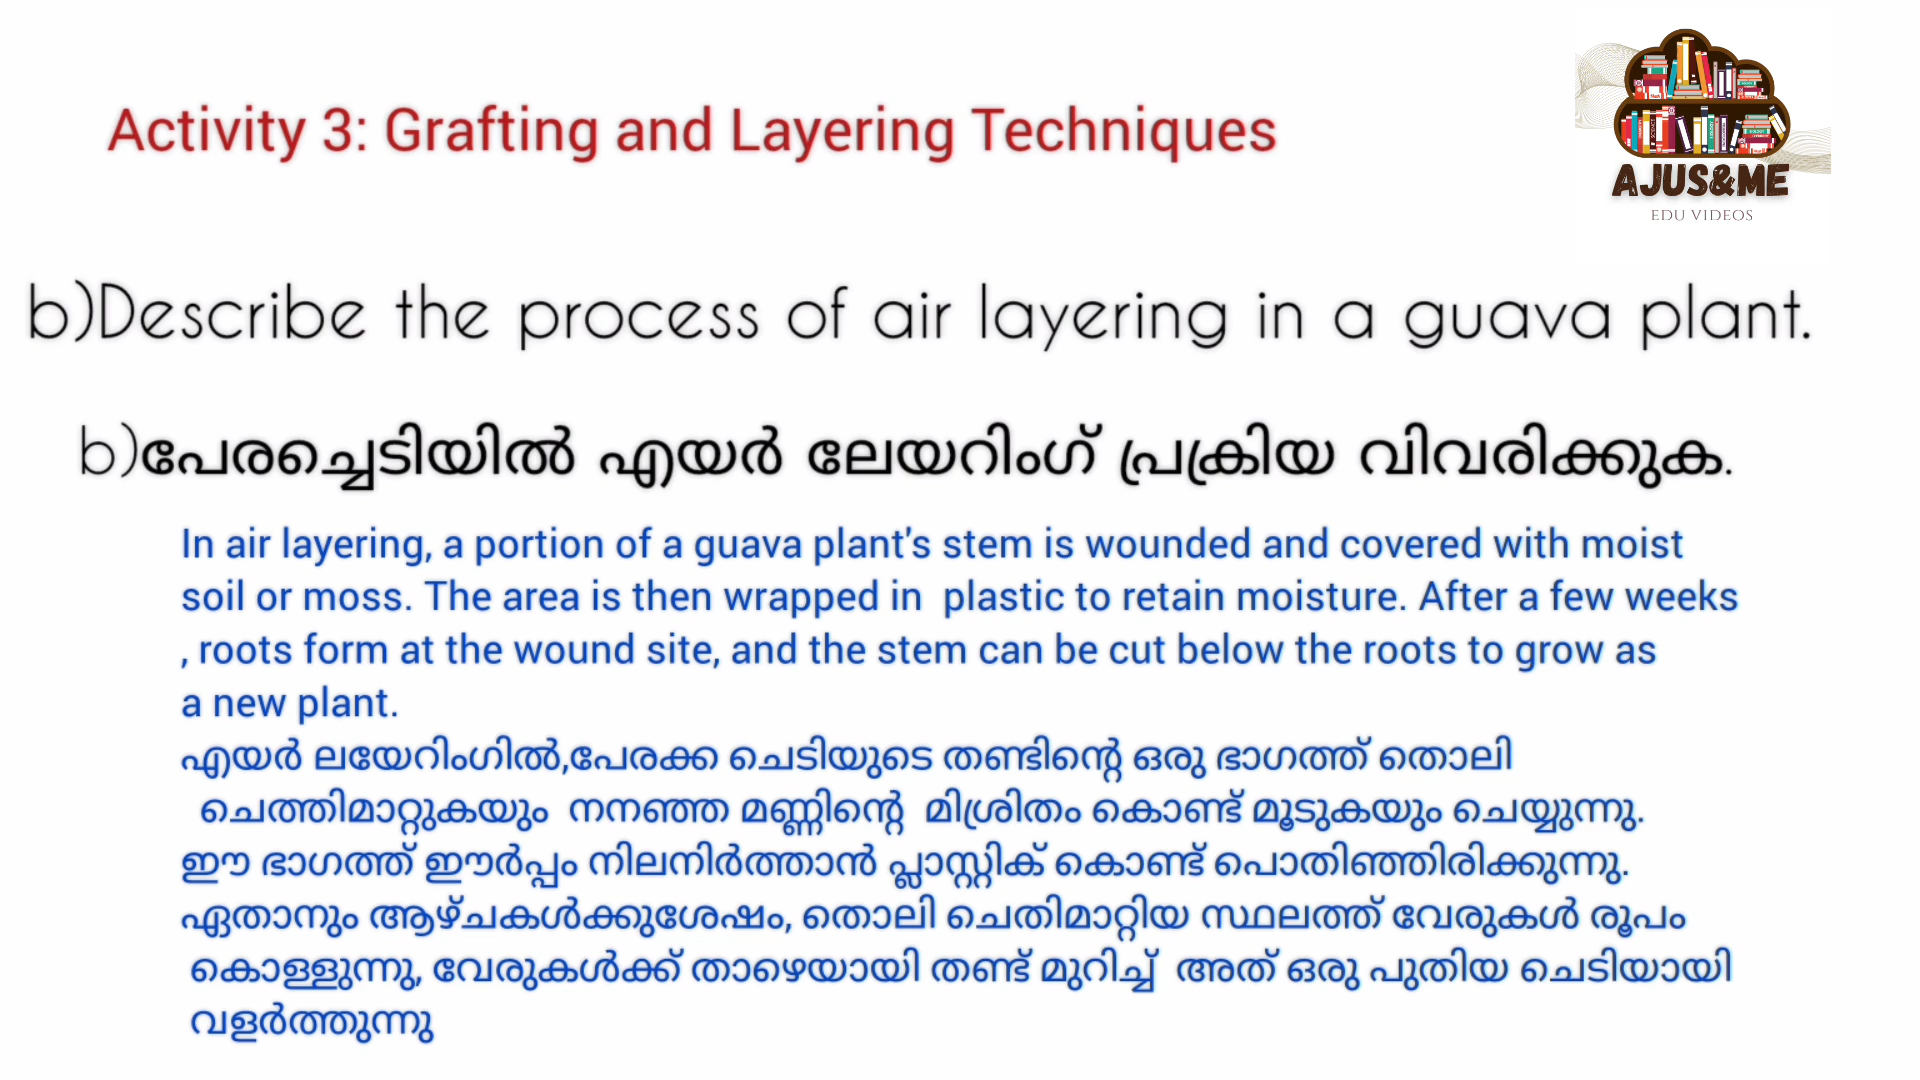 AJUS&ME
EDU VIDEOS
Activity 3: Grafting and Layering Techniques
b)Describe the process of air layering in a guava plant.
b)പേരച്ചെടിയിൽ എയർ ലേയറിംഗ് പ്രക്രിയ വിവരിക്കുക.
In air layering, a portion of a guava plant's stem is wounded and covered with moist
soil or moss. The area is then wrapped in plastic to retain moisture. After a few weeks
, roots form at the wound site, and the stem can be cut below the roots to grow as
a new plant.
എയർ ലയേറിംഗിൽ,പേരക്ക ചെടിയുടെ തണ്ടിന്റെ ഒരു ഭാഗത്ത് തൊലി
ചെത്തിമാറ്റുകയും നനഞ്ഞ മണ്ണിന്റെ മിശ്രിതം കൊണ്ട് മൂടുകയും ചെയ്യുന്നു.
ഈ ഭാഗത്ത് ഈർപ്പം നിലനിർത്താൻ പ്ലാസ്റ്റിക് കൊണ്ട് പൊതിഞ്ഞിരിക്കുന്നു.
ഏതാനും ആഴ്ചകൾക്കുശേഷം, തൊലി ചെതിമാറ്റിയ സ്ഥലത്ത് വേരുകൾ രൂപം
കൊള്ളുന്നു, വേരുകൾക്ക് താഴെയായി തണ്ട് മുറിച്ച് അത് ഒരു പുതിയ ചെടിയായി
വളർത്തുന്നു